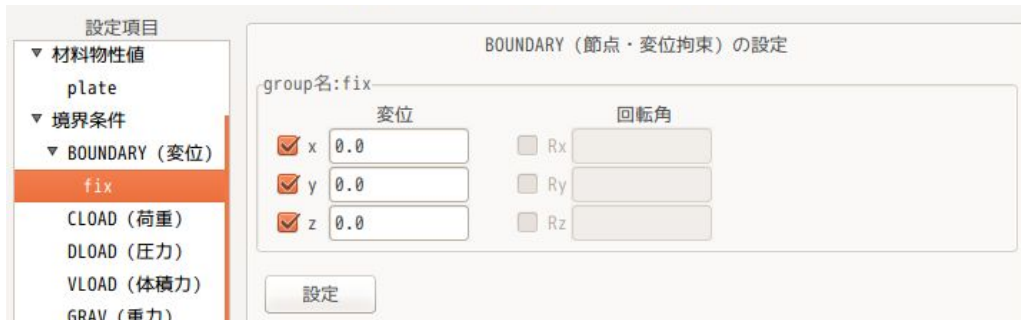 設定項目
▼ 材料物性値
plate
▼ 境界条件
▼ BOUNDARY (変位)
fix
CLOAD (荷重)
DLOAD (圧力)
VLOAD (体積力)
GRAV (重力)
BOUNDARY (節点・変位拘束) の設定
group名:fix
変位 回転角
x 0.0 Rx
y 0.0 Ry
z 0.0 Rz
設定